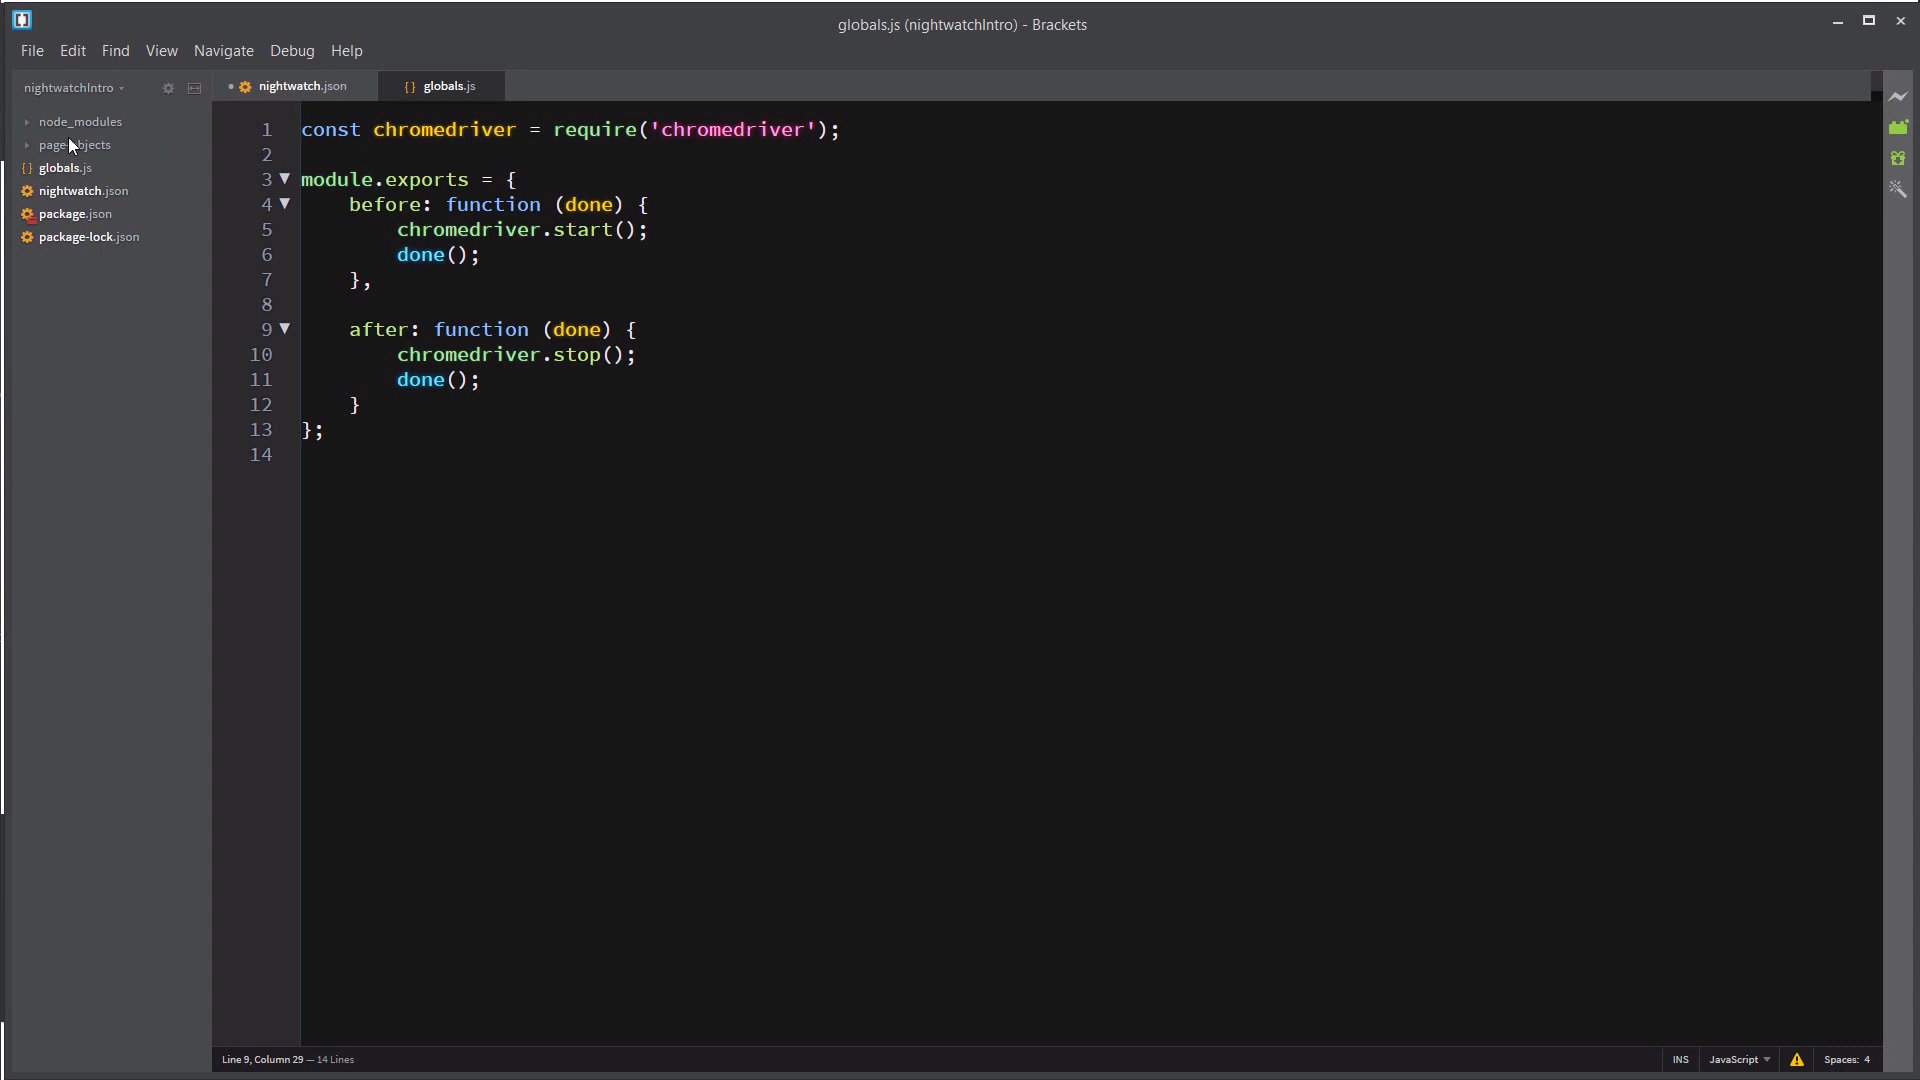 globals.js (nightwatchIntro) - Brackets
File Edit Find View Navigate Debug Help
nightwatchIntro
nightwatch.json
globals.js
node_modules
globals.js
nightwatch.json
package.json
package-lock.json
1 const chromedriver = require('chromedriver');
2
3 module.exports = {
4 before: function (done) {
5 chromedriver.start();
6 done();
7 },
8
9 after: function (done) {
10 chromedriver.stop();
11 done();
12 }
13 };
14
Line 9, Column 29 — 14 Lines
INS JavaScript Spaces: 4